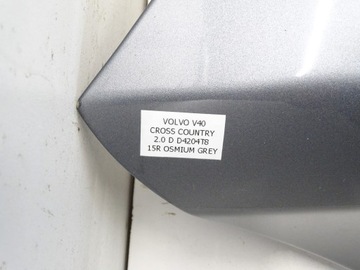 VOLVO V40
CROSS COUNTRY
2.0 D D4204T8
15R OSMIUM GREY